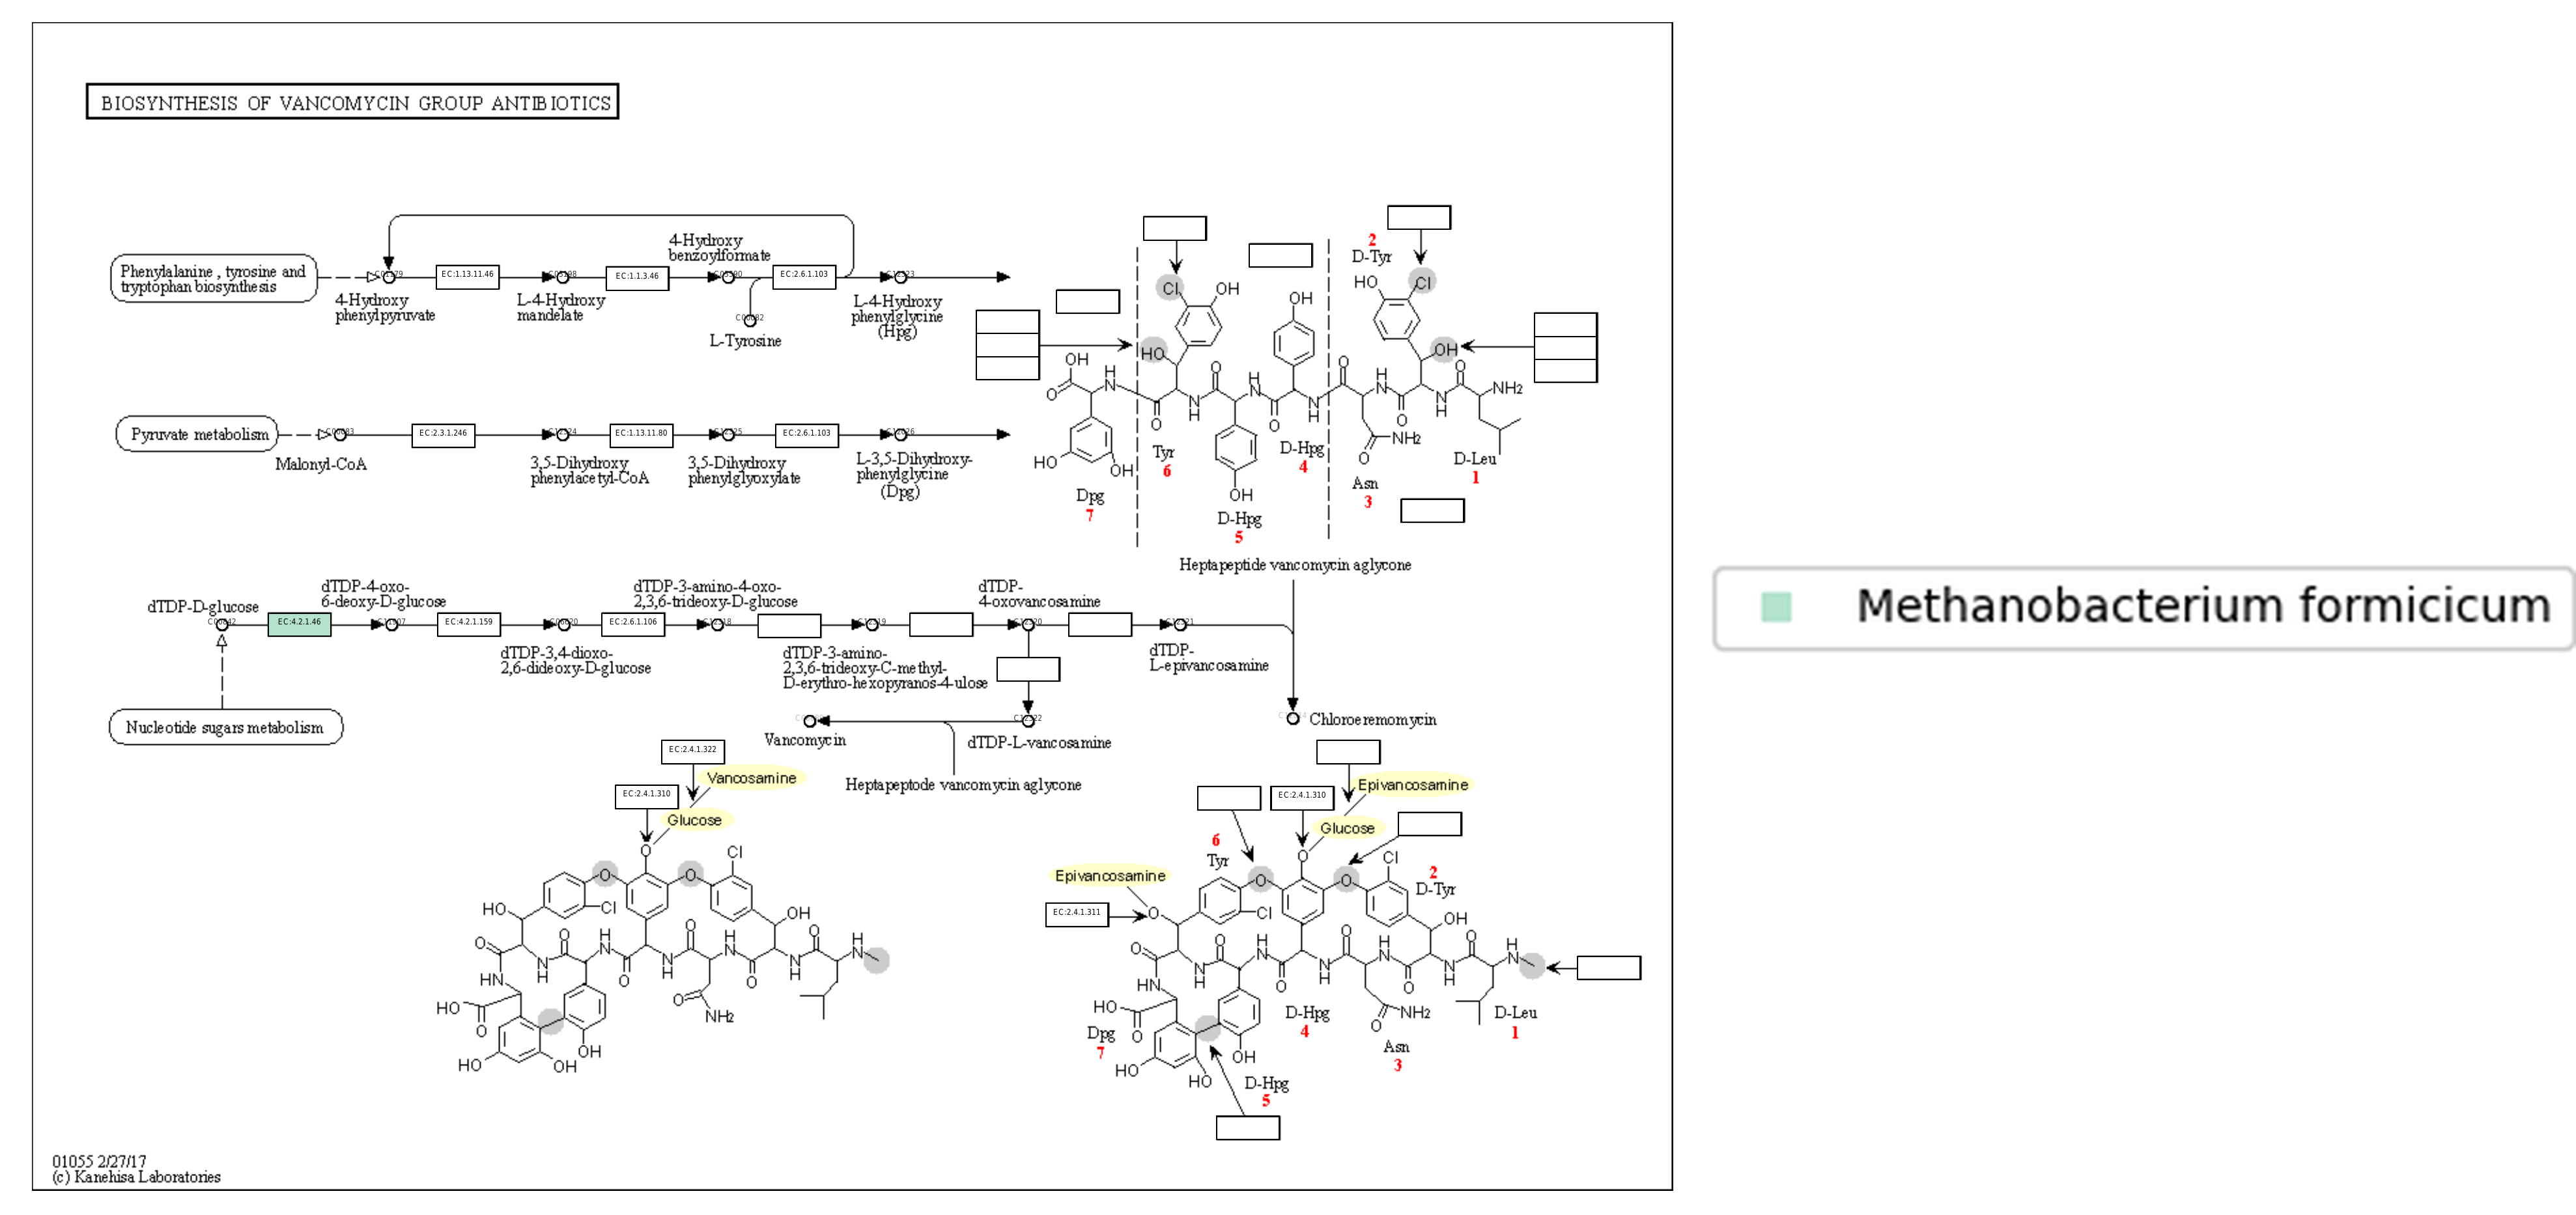 BIOSYNTHESIS OF VANCOMYCIN GROUP ANTIBIOTICS
Phenylalanine, tyrosine and
tryptophan biosynthesis
4-Hydroxy
phenylpyruvate
EC:1.13.11.46
L-4-Hydroxy
mandelate
EC:1.1.3.46
4-Hydroxy
benzoylformate
EC:2.6.1.103
L-Tyrosine
L-4-Hydroxy
phenylglycine
(Hpg)
Pyruvate metabolism
Malonyl-CoA
EC:2.3.1.246
3,5-Dihydroxy
phenylacetyl-CoA
EC:1.13.11.80
3,5-Dihydroxy
phenylglyoxylate
EC:2.6.1.103
L-3,5-Dihydroxy-
phenylglycine
(Dpg)
Cl
OH
HO
OH
O
OH
H
N
O
N
H
O
H
N
O
N
H
OH
HO
OH
OH
Dpg
7
Tyr
6
D-Hpg
5
D-Hpg
4
2
D-Tyr
HO
Cl
OH
O
H
N
O
N
H
O
NH2
NH2
O
Asn
3
D-Leu
1
Heptapeptide vancomycin aglycone
dTDP-D-glucose
EC:4.2.1.46
dTDP-4-oxo-
6-deoxy-D-glucose
EC:4.2.1.159
dTDP-3,4-dioxo-
2,6-dideoxy-D-glucose
EC:2.6.1.106
dTDP-3-amino-4-oxo-
2,3,6-trideoxy-D-glucose
dTDP-3-amino-
2,3,6-trideoxy-C-methyl-
D-erythro-hexopyranos-4-ulose
dTDP-
4-oxovancosamine
dTDP-
L-epivancosamine
Nucleotide sugars metabolism
Vancomycin
dTDP-L-vancosamine
Heptapeptode vancomycin aglycone
Chloroeremomycin
EC:2.4.1.322
Vancosamine
EC:2.4.1.310
Glucose
O
O
O
Cl
Cl
HO
OH
O
O
H
N
N
H
O
N
H
O
H
N
O
N
H
O
H
N
HN
HO
O
O
NH2
HO
OH
OH
EC:2.4.1.310
Epivancosamine
Glucose
6
Tyr
Epivancosamine
EC:2.4.1.311
O
O
O
O
Cl
Cl
2
D-Tyr
OH
O
O
H
N
N
H
O
N
H
O
H
N
O
N
H
O
H
N
HN
HO
O
O
NH2
Dpg
7
HO
HO
OH
D-Hpg
5
D-Hpg
4
Asn
3
D-Leu
1
Methanobacterium formicicum
01055 2/27/17
(c) Kanehisa Laboratories